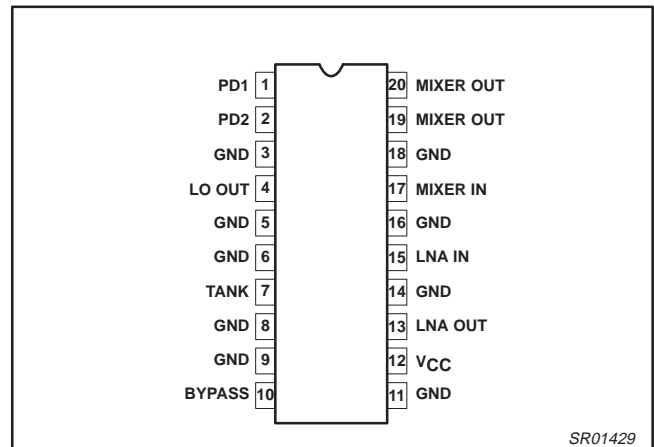 PD1 1 20 MIXER OUT
PD2 2 19 MIXER OUT
GND 3 18 GND
LO OUT 4 17 MIXER IN
GND 5 16 GND
GND 6 15 LNA IN
TANK 7 14 GND
GND 8 13 LNA OUT
GND 9 12 VCC
BYPASS 10 11 GND
SR01429